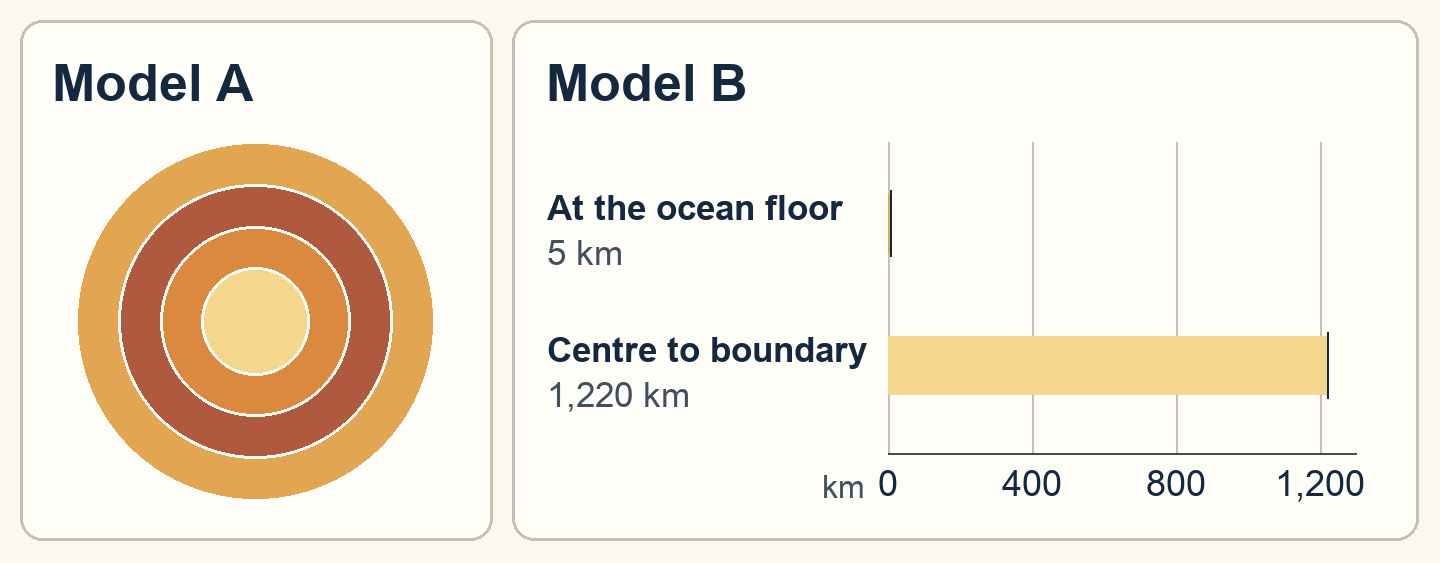 Model A
Model B
At the ocean floor
5 km
Centre to boundary
1,220 km
km 0 400 800 1,200